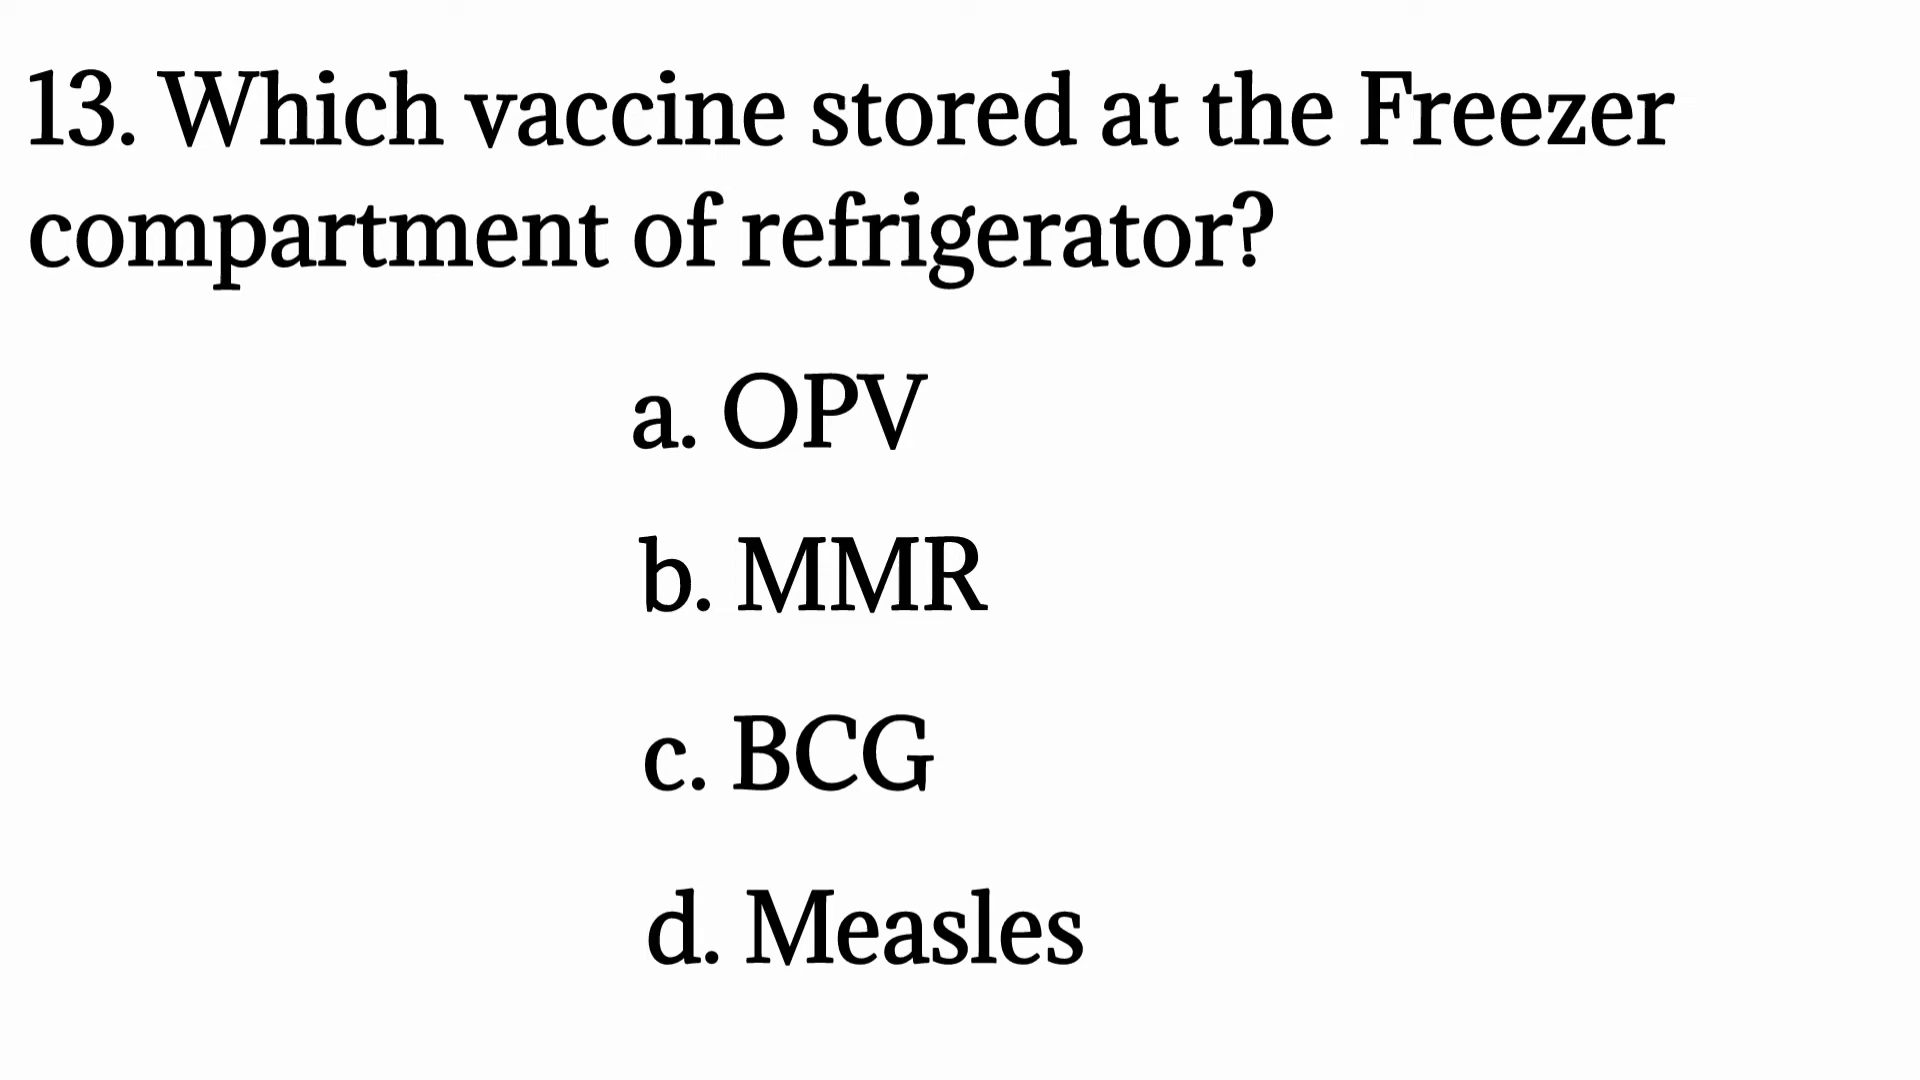 13. Which vaccine stored at the Freezer
compartment of refrigerator?
a. OPV
b. MMR
c. BCG
d. Measles